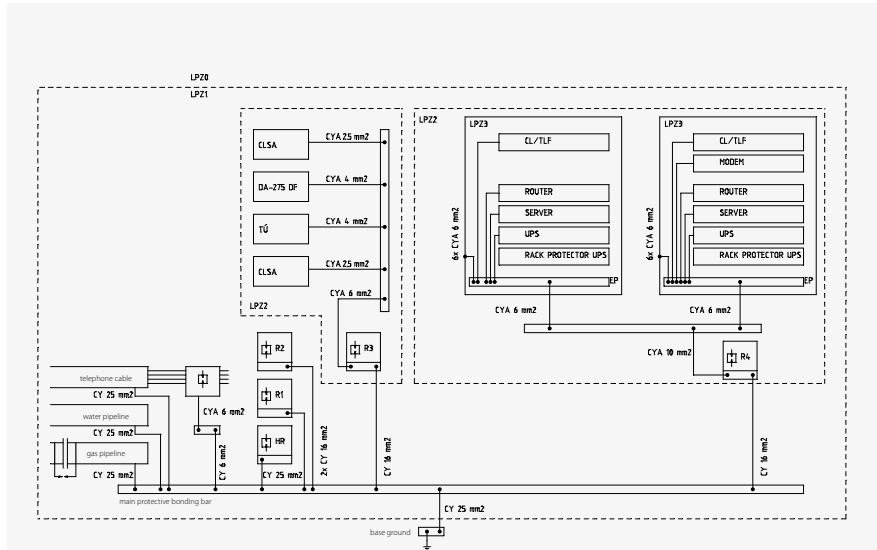 LPZ0
LPZ1
CLSA
CYA 2.5 mm2
DA-275 DF
CYA 4 mm2
TÚ
CYA 4 mm2
CLSA
CYA 2.5 mm2
CYA 6 mm2
LPZ2
LPZ2
LPZ3
CL/TLF
ROUTER
SERVER
UPS
RACK PROTECTOR UPS
EP
6x CYA 6 mm2
CYA 6 mm2
LPZ3
CL/TLF
MODEM
ROUTER
SERVER
UPS
RACK PROTECTOR UPS
EP
6x CYA 6 mm2
CYA 6 mm2
CYA 10 mm2
R4
CY 16 mm2
R2
R3
R1
HR
2x CY 16 mm2
CY 16 mm2
CY 25 mm2
telephone cable
CY 25 mm2
CYA 6 mm2
water pipeline
CY 25 mm2
CY 6 mm2
gas pipeline
CY 25 mm2
main protective bonding bar
CY 25 mm2
base ground